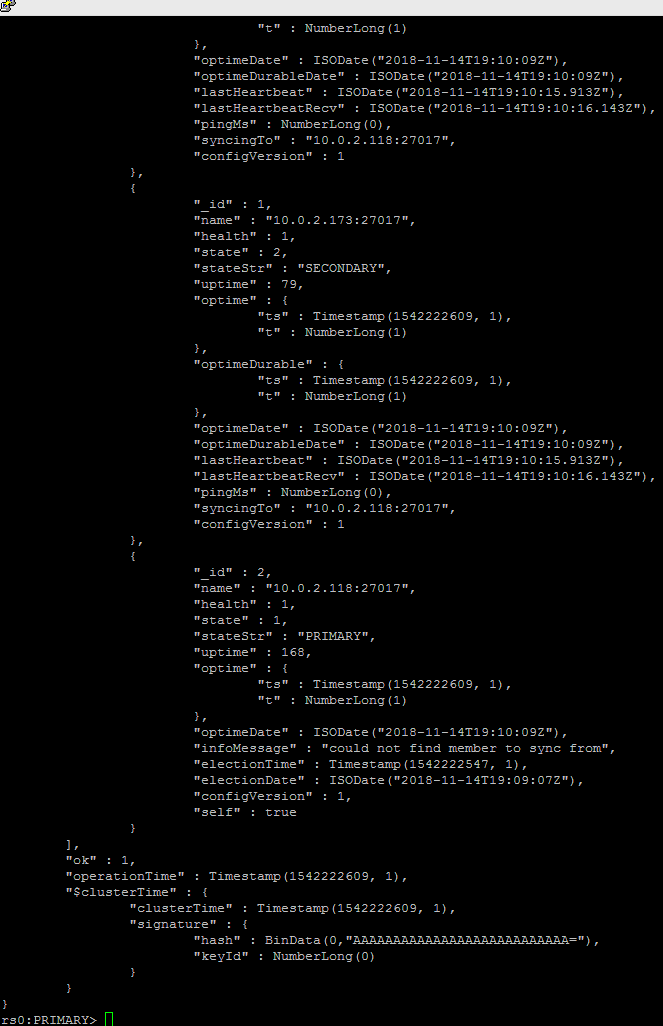 "t" : NumberLong(1)
},
"optimeDate" : ISODate("2018-11-14T19:10:09Z"),
"optimeDurableDate" : ISODate("2018-11-14T19:10:09Z"),
"lastHeartbeat" : ISODate("2018-11-14T19:10:15.913Z"),
"lastHeartbeatRecv" : ISODate("2018-11-14T19:10:16.143Z"),
"pingMs" : NumberLong(0),
"syncingTo" : "10.0.2.118:27017",
"configVersion" : 1
},
{
"_id" : 1,
"name" : "10.0.2.173:27017",
"health" : 1,
"state" : 2,
"stateStr" : "SECONDARY",
"uptime" : 79,
"optime" : {
"ts" : Timestamp(1542222609, 1),
"t" : NumberLong(1)
},
"optimeDurable" : {
"ts" : Timestamp(1542222609, 1),
"t" : NumberLong(1)
},
"optimeDate" : ISODate("2018-11-14T19:10:09Z"),
"optimeDurableDate" : ISODate("2018-11-14T19:10:09Z"),
"lastHeartbeat" : ISODate("2018-11-14T19:10:15.913Z"),
"lastHeartbeatRecv" : ISODate("2018-11-14T19:10:16.143Z"),
"pingMs" : NumberLong(0),
"syncingTo" : "10.0.2.118:27017",
"configVersion" : 1
},
{
"_id" : 2,
"name" : "10.0.2.118:27017",
"health" : 1,
"state" : 1,
"stateStr" : "PRIMARY",
"uptime" : 168,
"optime" : {
"ts" : Timestamp(1542222609, 1),
"t" : NumberLong(1)
},
"optimeDate" : ISODate("2018-11-14T19:10:09Z"),
"infoMessage" : "could not find member to sync from",
"electionTime" : Timestamp(1542222547, 1),
"electionDate" : ISODate("2018-11-14T19:09:07Z"),
"configVersion" : 1,
"self" : true
}
],
"ok" : 1,
"operationTime" : Timestamp(1542222609, 1),
"$clusterTime" : {
"clusterTime" : Timestamp(1542222609, 1),
"signature" : {
"hash" : BinData(0,"AAAAAAAAAAAAAAAAAAAAAAAAAAA="),
"keyId" : NumberLong(0)
}
}
}
rs0:PRIMARY>